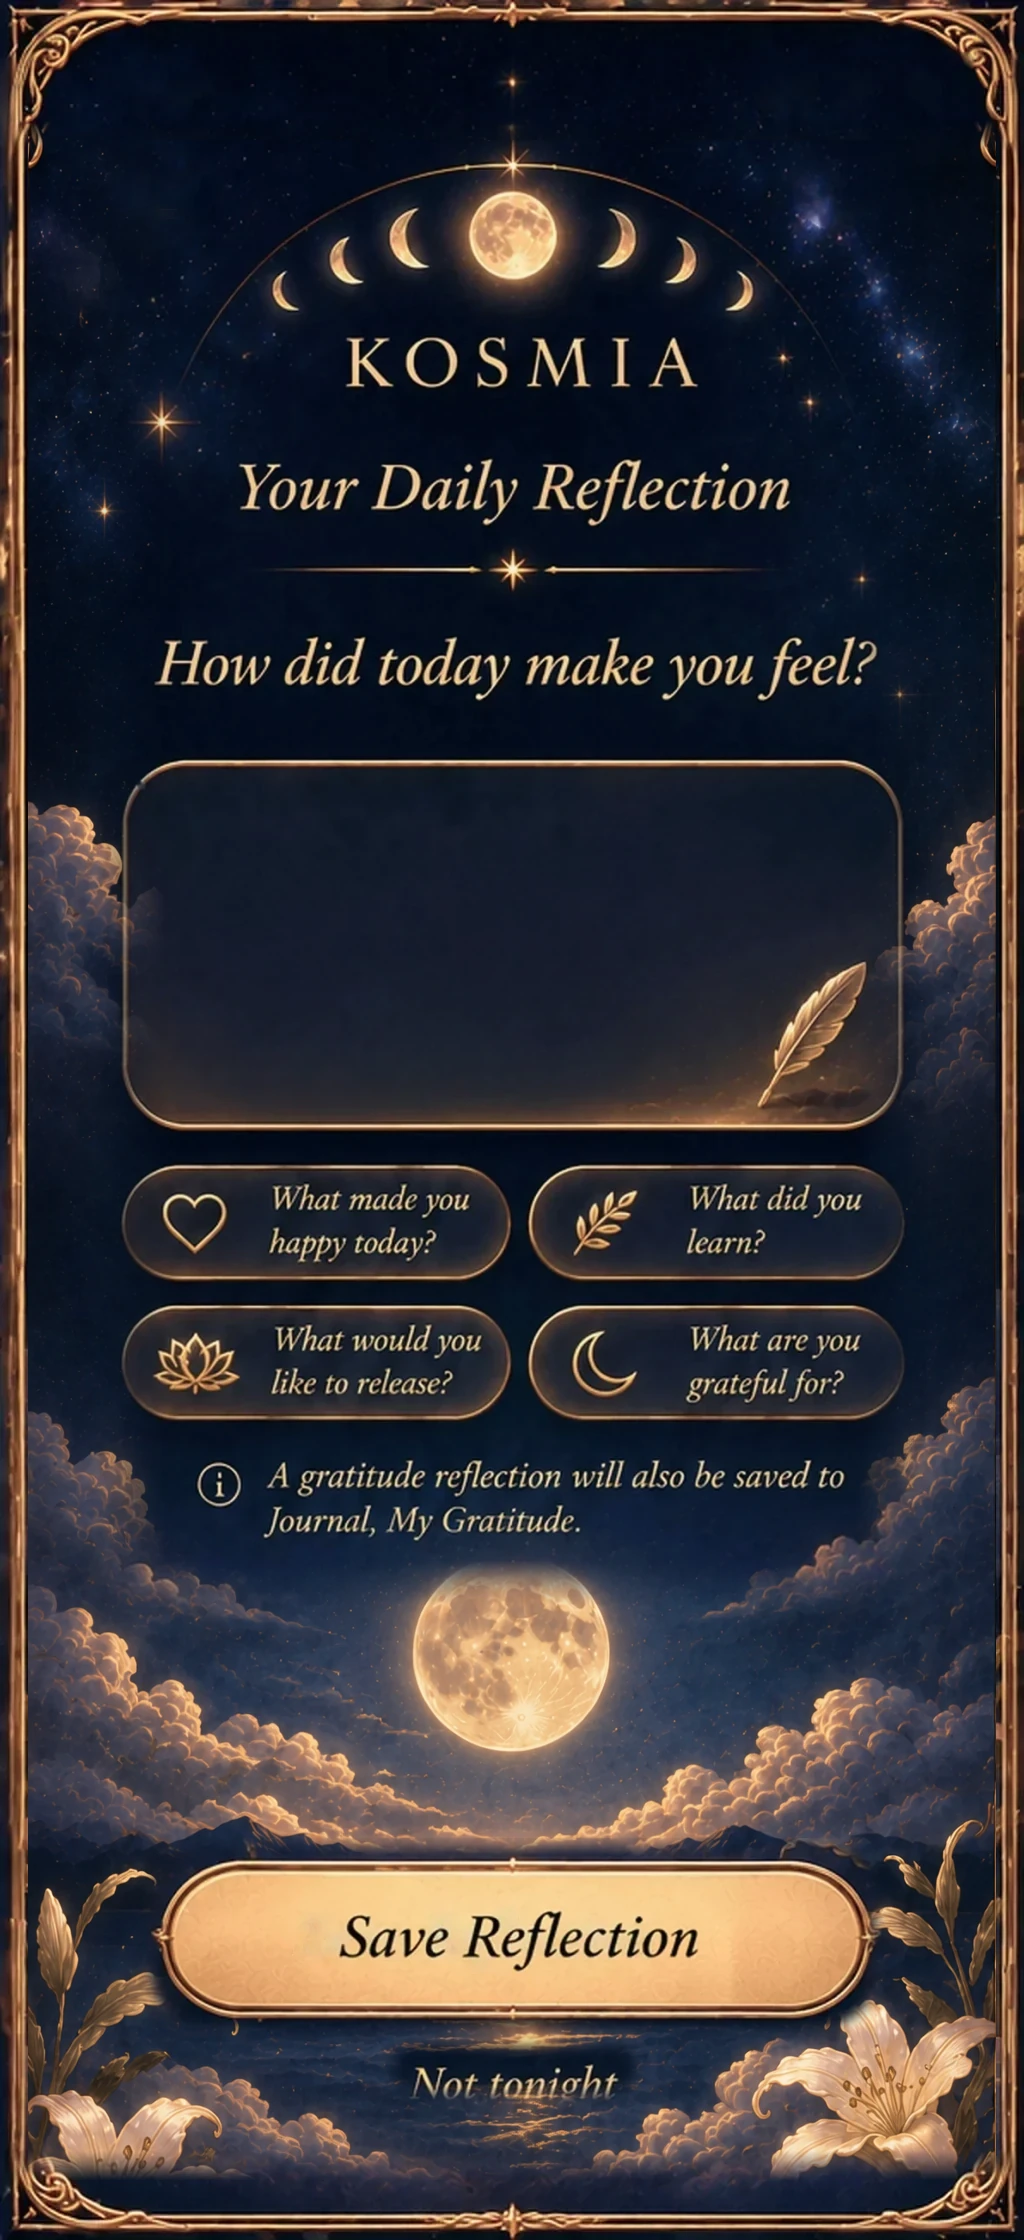 KOSMIA
Your Daily Reflection
How did today make you feel?
What made you
happy today?
What did you
learn?
What would you
like to release?
What are you
grateful for?
A gratitude reflection will also be saved to
Journal, My Gratitude.
Save Reflection
Not tonight